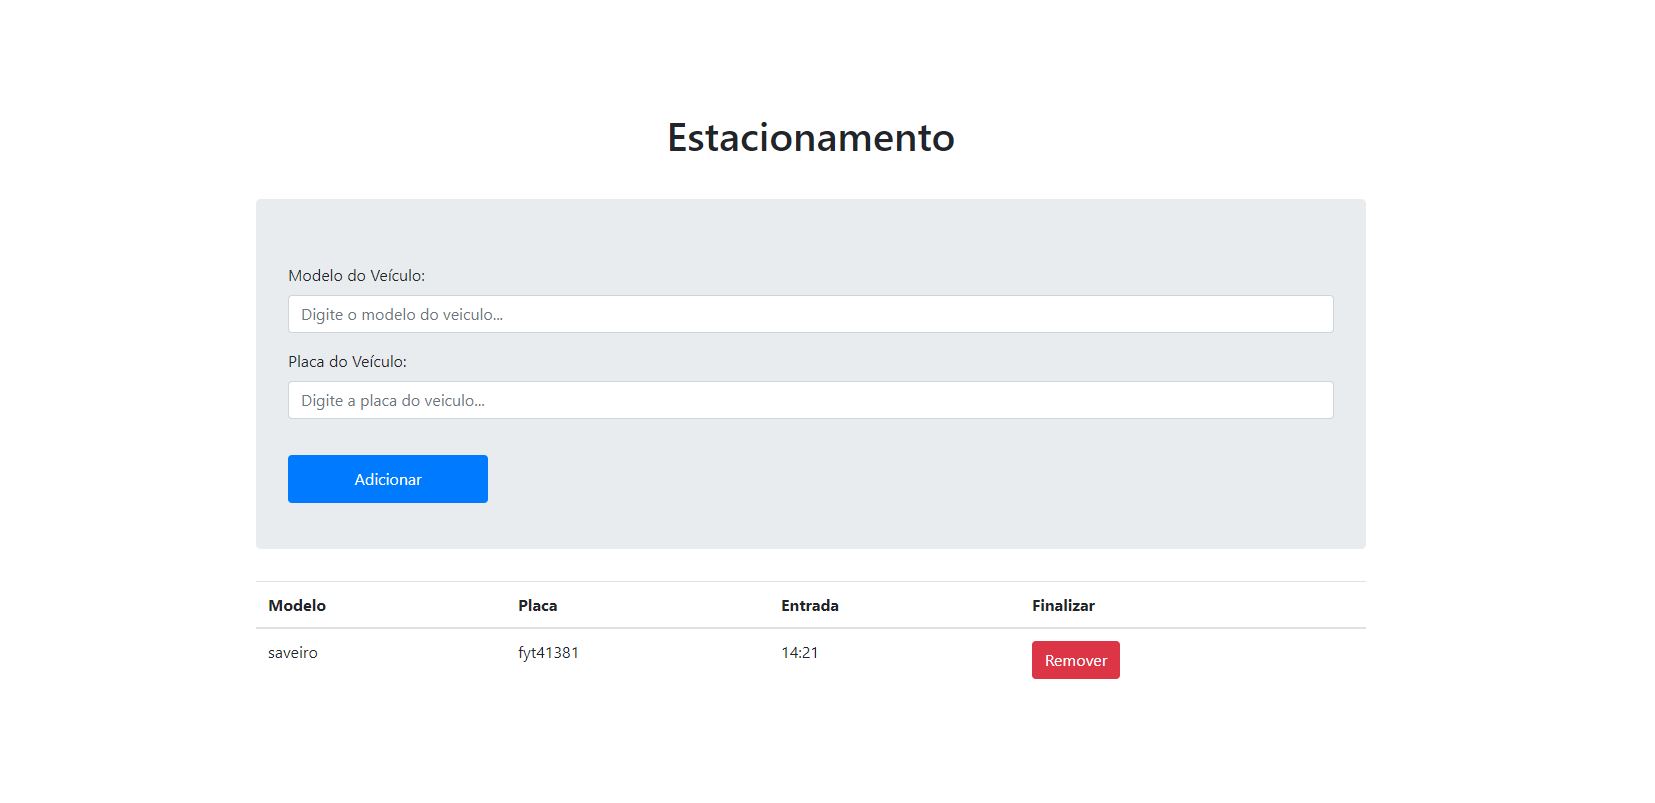 Estacionamento
Modelo do Veículo:
Digite o modelo do veiculo...
Placa do Veículo:
Digite a placa do veiculo...
Adicionar
Modelo Placa Entrada Finalizar
saveiro fyt41381 14:21 Remover